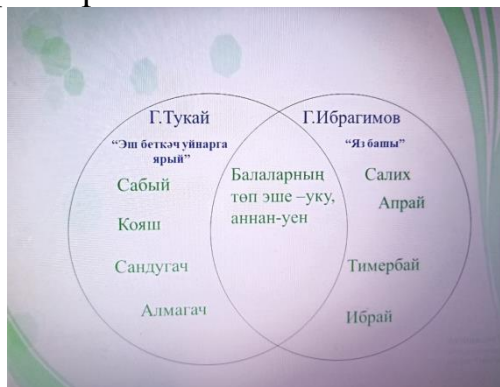 Г.Тукай
“Эш беткәч уйнарга
ярый”
Сабый
Кояш
Сандугач
Алмагач
Балаларның
төп эше –уку,
аннан-уен
Г.Ибрагимов
“Яз башы”
Салих
Апрай
Тимербай
Ибрай